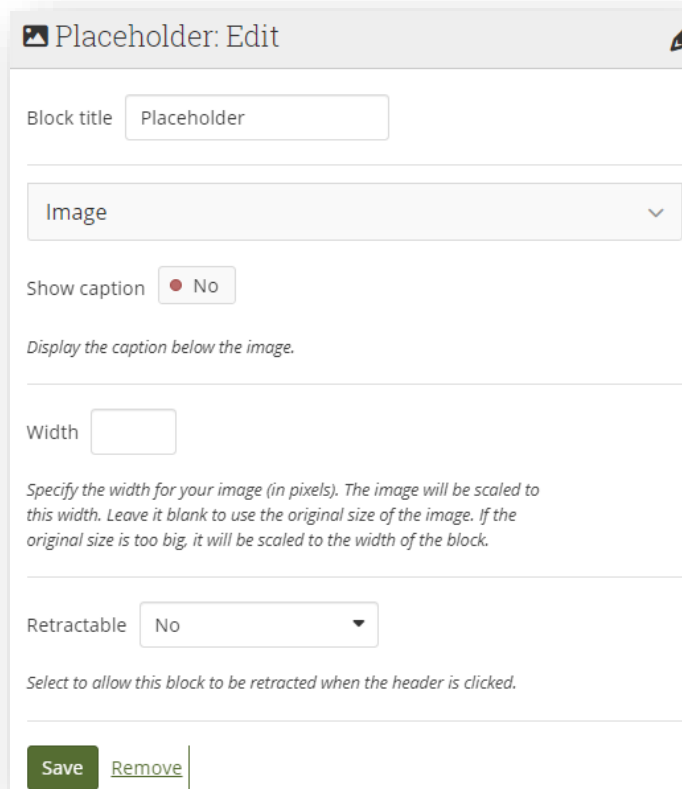 Placeholder: Edit
Block title Placeholder
Image
Show caption No
Display the caption below the image.
Width
Specify the width for your image (in pixels). The image will be scaled to
this width. Leave it blank to use the original size of the image. If the
original size is too big, it will be scaled to the width of the block.
Retractable No
Select to allow this block to be retracted when the header is clicked.
Save Remove